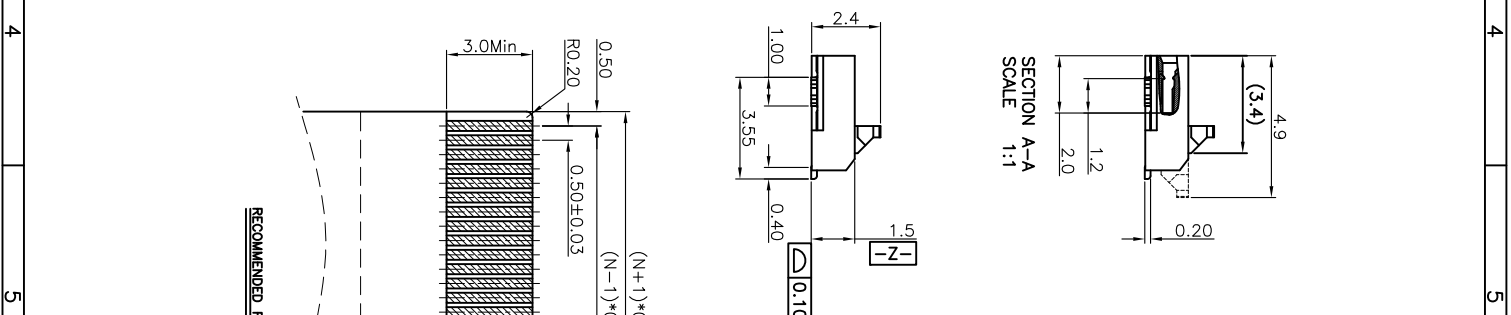 4
4
2.4
1.00
3.55
0.40
1.5
-Z-
0.10
SECTION A-A
SCALE 1:1
(3.4)
4.9
1.2
2.0
0.20
3.0Min
R0.20
0.50
0.50±0.03
(N-1)*
(N+1)*
RECOMMENDED
5
5